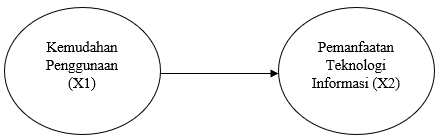 Kemudahan
Penggunaan
(X1)
Pemanfaatan
Teknologi
Informasi (X2)